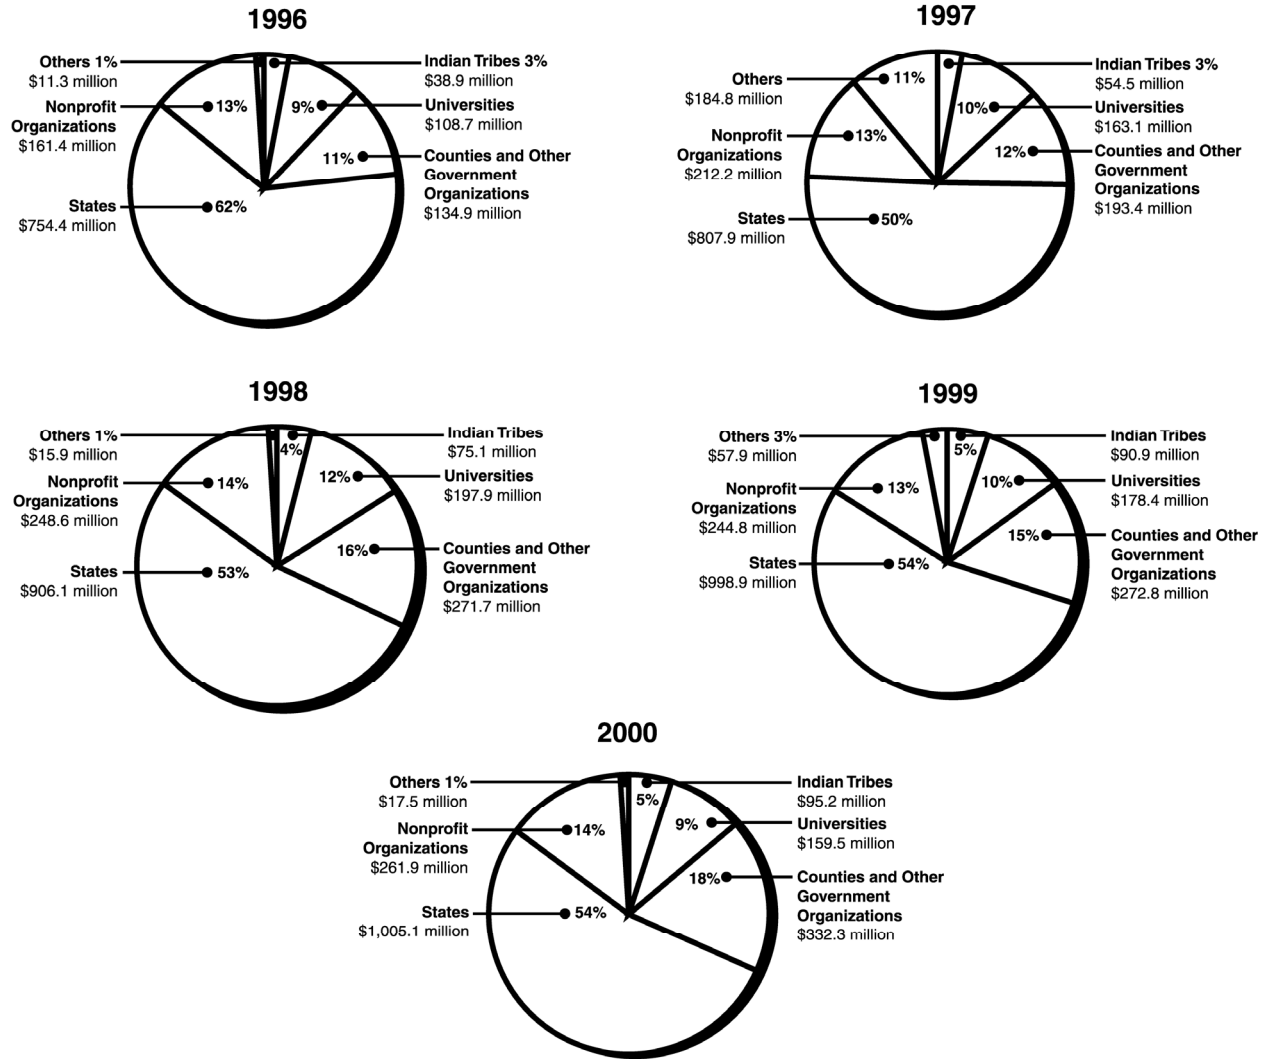 1996
Others 1%
$11.3 million
Nonprofit
Organizations
$161.4 million
States
$754.4 million
13%
62%
9%
11%
Indian Tribes 3%
$38.9 million
Universities
$108.7 million
Counties and Other
Government
Organizations
$134.9 million
1997
Others
$184.8 million
Nonprofit
Organizations
$212.2 million
States
$807.9 million
11%
13%
50%
10%
12%
Indian Tribes 3%
$54.5 million
Universities
$163.1 million
Counties and Other
Government
Organizations
$193.4 million
1998
Others 1%
$15.9 million
Nonprofit
Organizations
$248.6 million
States
$906.1 million
4%
14%
12%
16%
53%
Indian Tribes
$75.1 million
Universities
$197.9 million
Counties and Other
Government
Organizations
$271.7 million
1999
Others 3%
$57.9 million
Nonprofit
Organizations
$244.8 million
States
$998.9 million
5%
13%
10%
15%
54%
Indian Tribes
$90.9 million
Universities
$178.4 million
Counties and Other
Government
Organizations
$272.8 million
2000
Others 1%
$17.5 million
Nonprofit
Organizations
$261.9 million
States
$1,005.1 million
5%
14%
9%
18%
54%
Indian Tribes
$95.2 million
Universities
$159.5 million
Counties and Other
Government
Organizations
$332.3 million